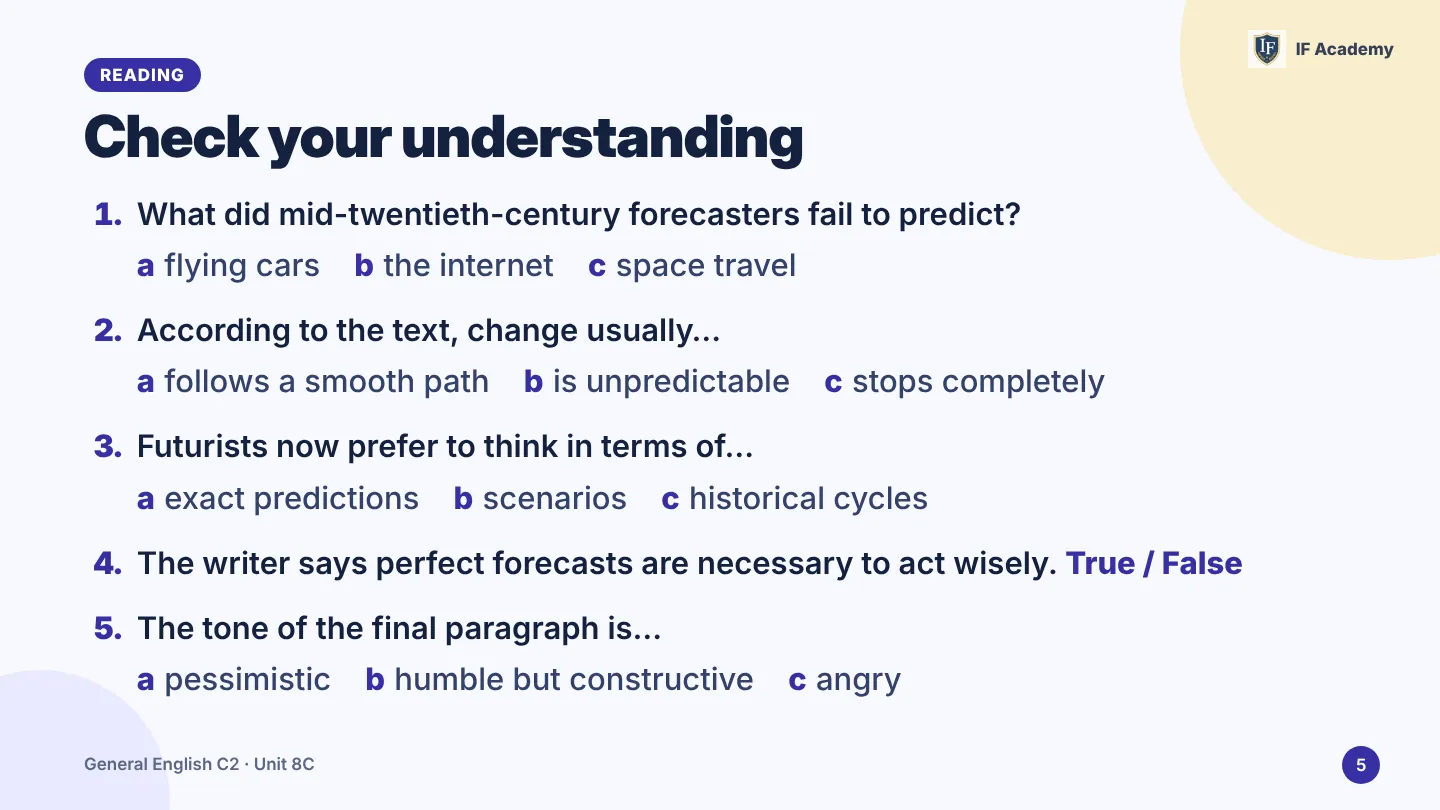 IF IF Academy
READING
Check your understanding
1. What did mid-twentieth-century forecasters fail to predict?
a flying cars b the internet c space travel
2. According to the text, change usually…
a follows a smooth path b is unpredictable c stops completely
3. Futurists now prefer to think in terms of…
a exact predictions b scenarios c historical cycles
4. The writer says perfect forecasts are necessary to act wisely. True / False
5. The tone of the final paragraph is…
a pessimistic b humble but constructive c angry
General English C2 · Unit 8C
5